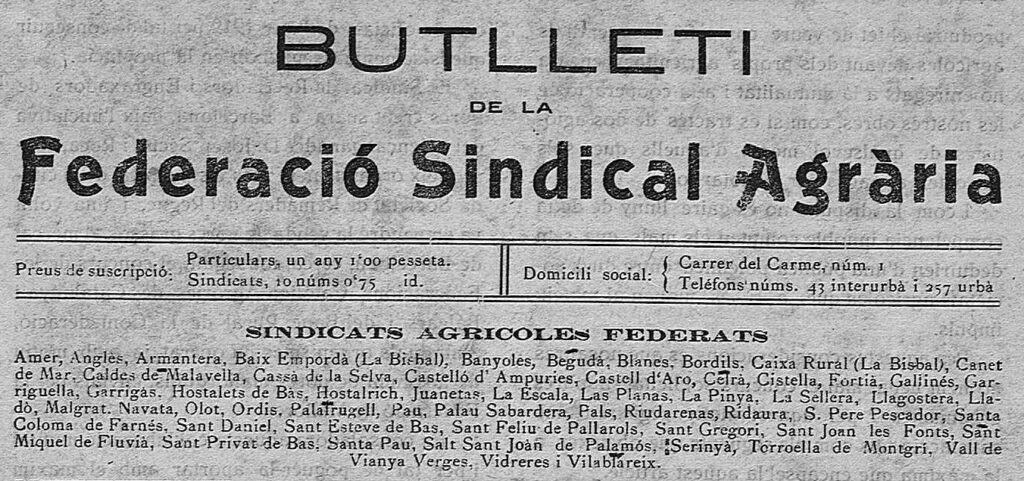 BUTLLETI
DE LA
Federació Sindical Agrària
Preus de suscripció: Particulars, un any 1'00 pesseta.
Sindicats, 10 núms 0'75 id.
Domicili social: Carrer del Carme, núm. 1
Telèfons núms. 43 interurbà i 257 urbà
SINDICATS AGRICOLES FEDERATS
Amer, Angles, Armantera, Baix Empordà (La Bisbal), Banyoles, Begudá, Blanes, Bordils, Caixa Rural (La Bisbal), Canet
de Mar, Caldes de Malavella, Cassa de la Selva, Castelló d' Ampuries, Castell d'Aro, Celrà, Cistella, Fortià, Gallinés, Gar-
riguella, Garrigàs, Hostalets de Bas, Hostalrich, Juanetas, La Escala, Las Planas, La Pinya, La Sellera, Llagostera, Lla-
dò, Malgrat. Navata, Olot, Ordis, Palafrugell, Pau, Palau Sabardera, Pals, Riudarenas, Ridaura, S. Pere Pescador, Santa
Coloma de Farnés, Sant Daniel, Sant Esteve de Bas, Sant Feliu de Pallarols, Sant Gregori, Sant Joan les Fonts, Sant
Miquel de Fluvià, Sant Privat de Bas, Santa Pau, Salt Sant Joàn de Palamós, Serinyà, Torroella de Montgrí, Vall de
Vianya Verges, Vidreres i Vilablareix.